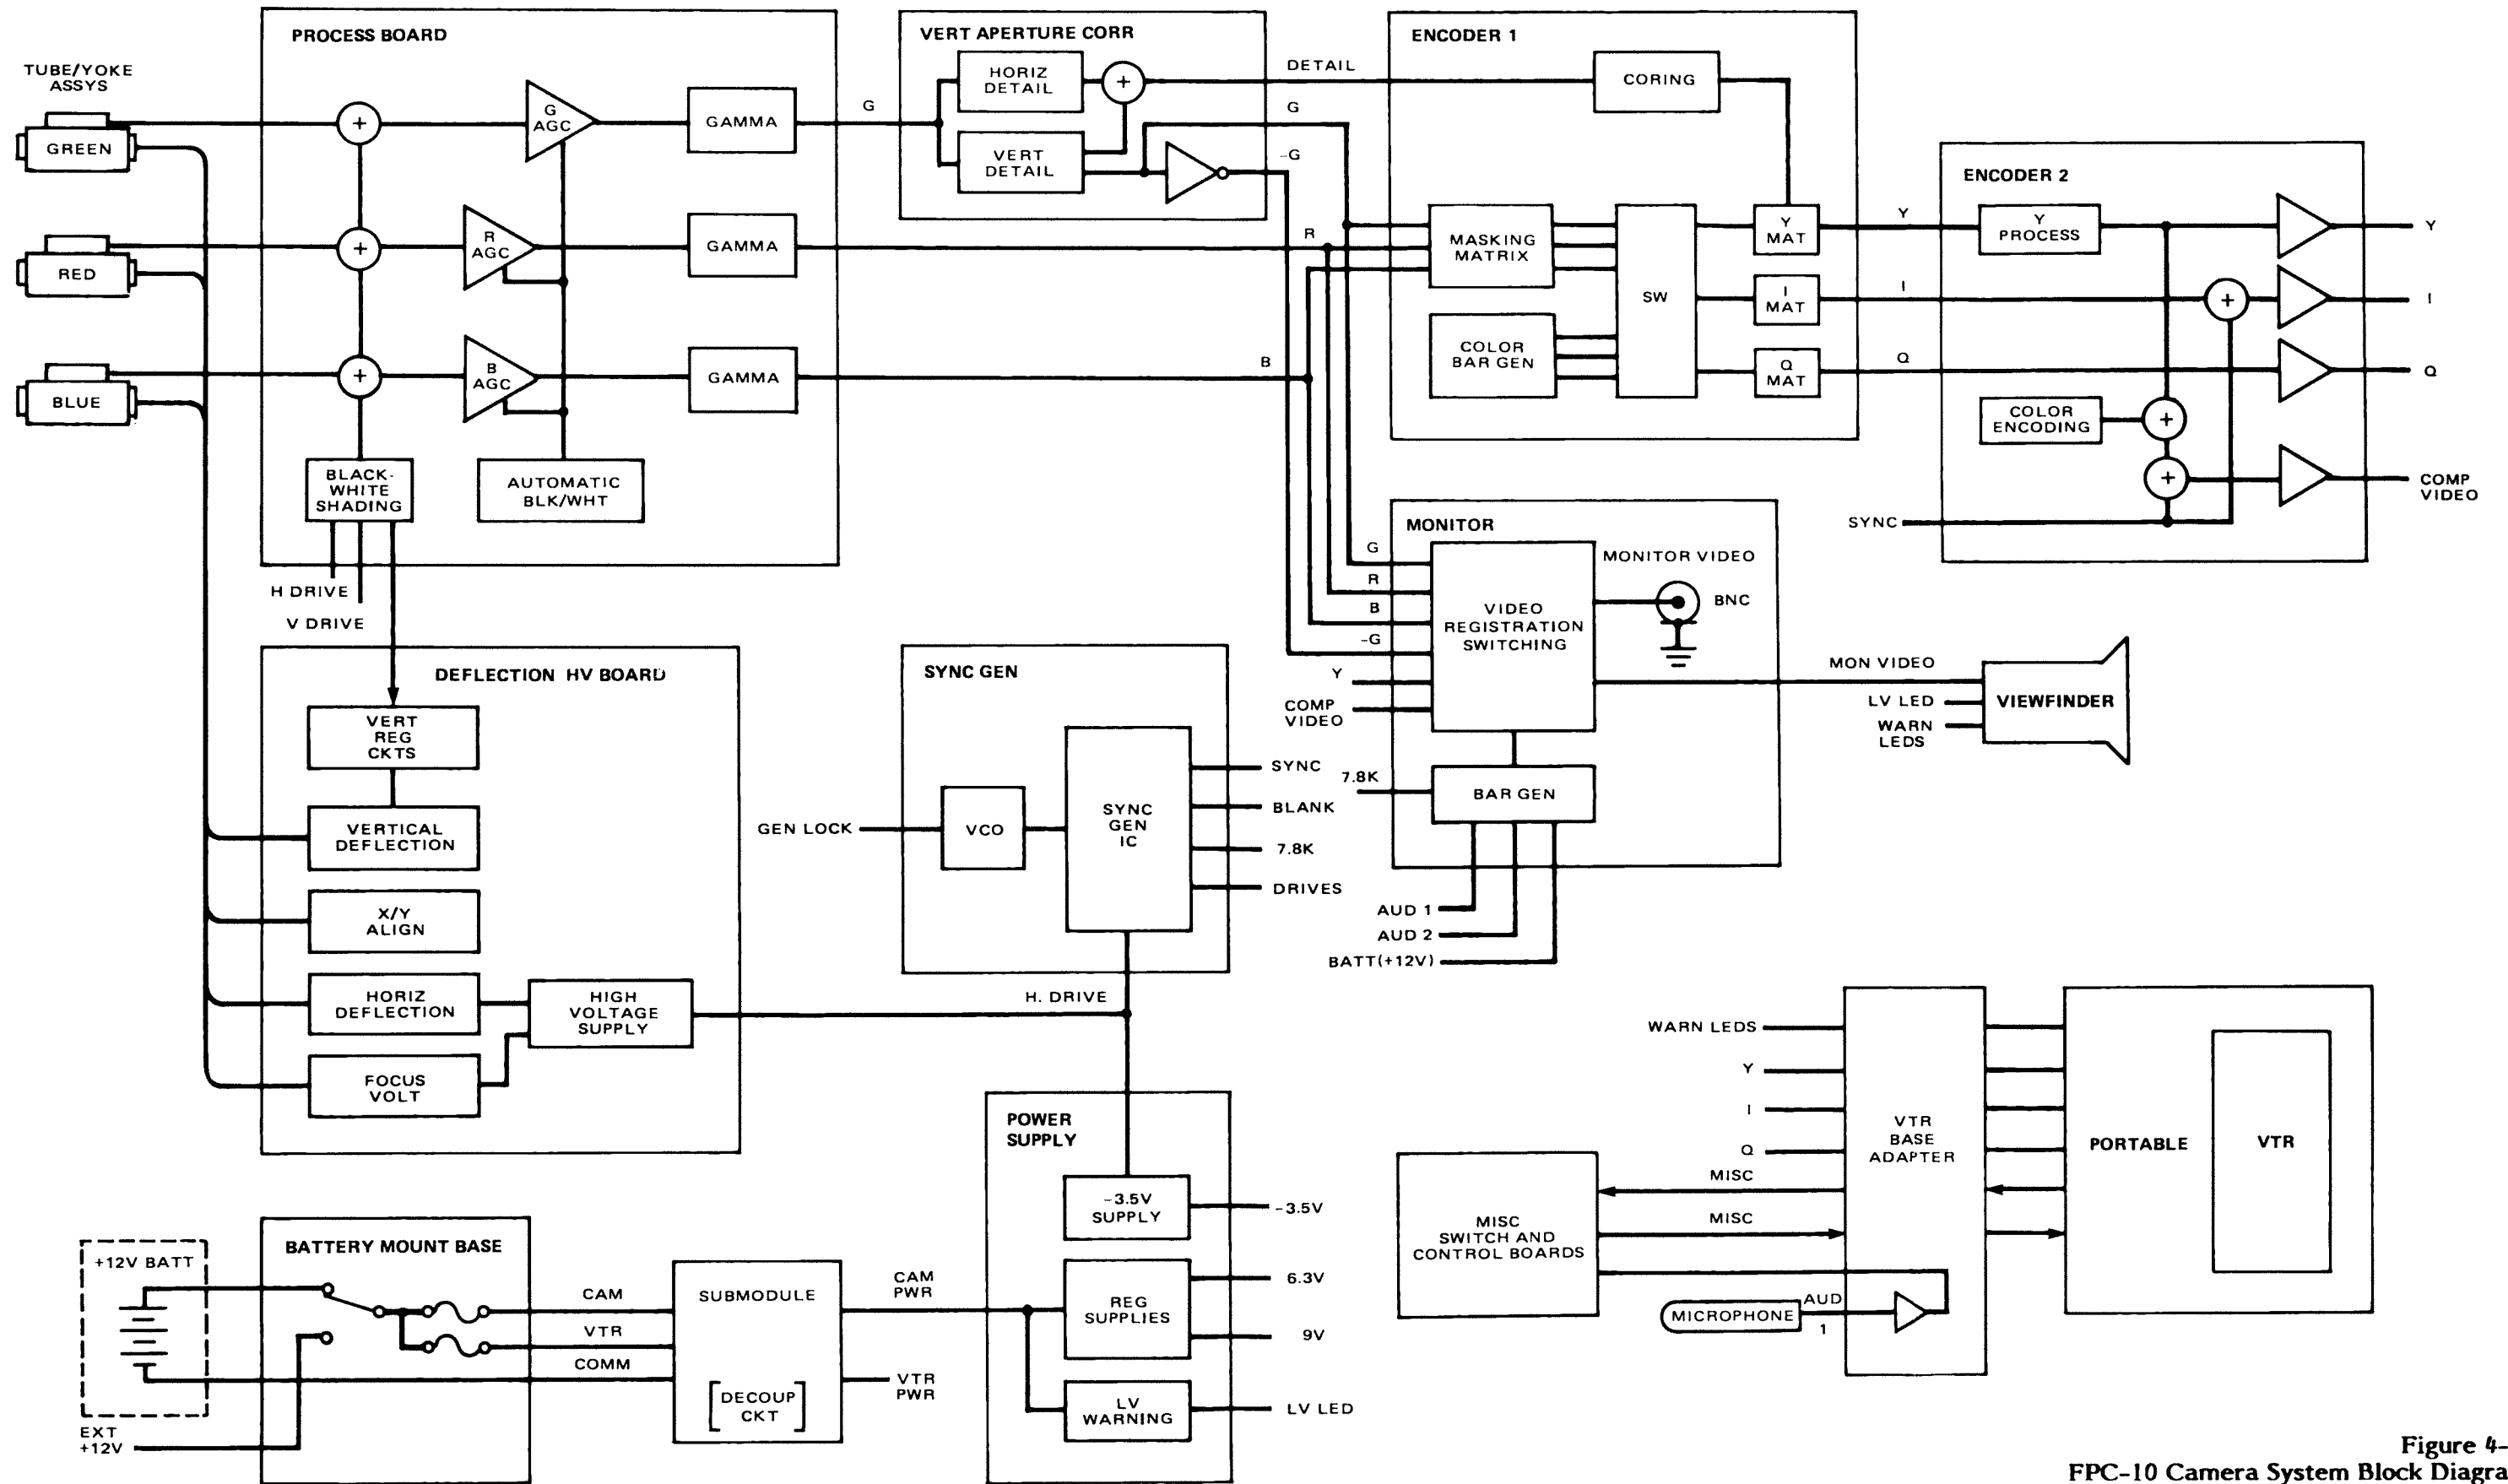 PROCESS BOARD
TUBE/YOKE
ASSYS
GREEN
RED
BLUE
G
AGC
R
AGC
B
AGC
GAMMA
GAMMA
GAMMA
BLACK-
WHITE
SHADING
AUTOMATIC
BLK/WHT
H DRIVE
V DRIVE
G
VERT APERTURE CORR
HORIZ
DETAIL
VERT
DETAIL
+
+
+
+
DETAIL
G
-G
R
B
ENCODER 1
CORING
MASKING
MATRIX
COLOR
BAR GEN
SW
Y
MAT
I
MAT
Q
MAT
Y
I
Q
ENCODER 2
Y
PROCESS
COLOR
ENCODING
+
+
+
SYNC
Y
I
Q
COMP
VIDEO
DEFLECTION HV BOARD
VERT
REG
CKTS
VERTICAL
DEFLECTION
X/Y
ALIGN
HORIZ
DEFLECTION
FOCUS
VOLT
HIGH
VOLTAGE
SUPPLY
SYNC GEN
GEN LOCK
VCO
SYNC
GEN
IC
SYNC
BLANK
7.8K
DRIVES
H. DRIVE
MONITOR
G
R
B
-G
Y
COMP
VIDEO
VIDEO
REGISTRATION
SWITCHING
MONITOR VIDEO
BNC
7.8K
BAR GEN
AUD 1
AUD 2
BATT(+12V)
MON VIDEO
LV LED
WARN
LEDS
VIEWFINDER
POWER
SUPPLY
-3.5V
SUPPLY
REG
SUPPLIES
LV
WARNING
-3.5V
6.3V
9V
LV LED
+12V BATT
EXT
+12V
BATTERY MOUNT BASE
CAM
VTR
COMM
SUBMODULE
DECOUP
CKT
CAM
PWR
VTR
PWR
WARN LEDS
Y
I
Q
MISC
MISC
MISC
SWITCH AND
CONTROL BOARDS
MICROPHONE
AUD
1
VTR
BASE
ADAPTER
PORTABLE
VTR
Figure 4-
FPC-10 Camera System Block Diagra